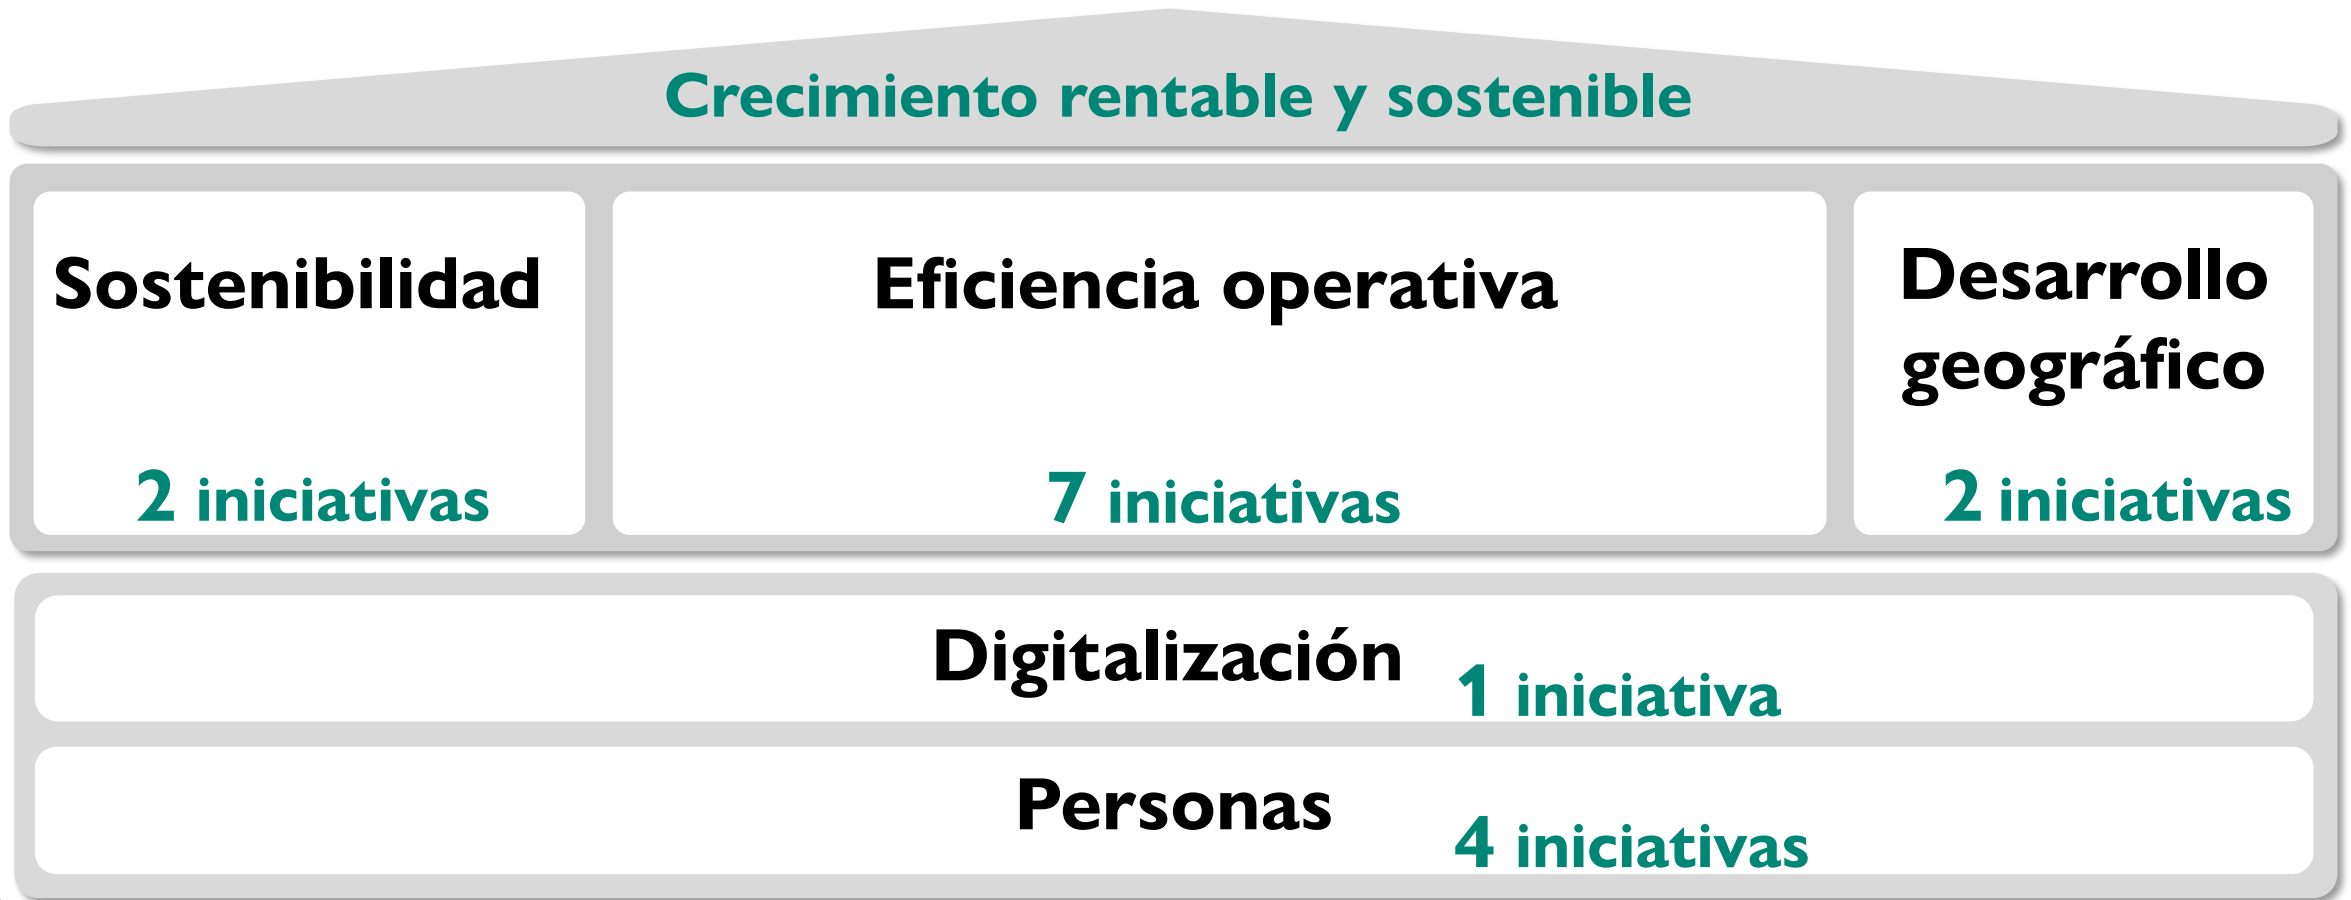 Crecimiento rentable y sostenible
Sostenibilidad
2 iniciativas
Eficiencia operativa
7 iniciativas
Desarrollo
geográfico
2 iniciativas
Digitalización
1 iniciativa
Personas
4 iniciativas